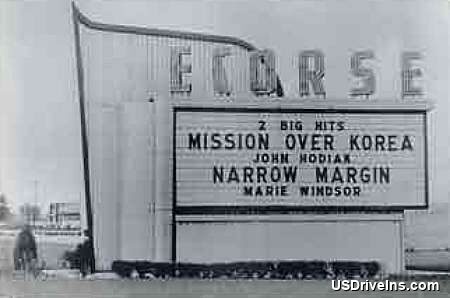 ECORSE
2 BIG HITS
MISSION OVER KOREA
JOHN HODIAK
NARROW MARGIN
MARIE WINDSOR
USDriveIns.com